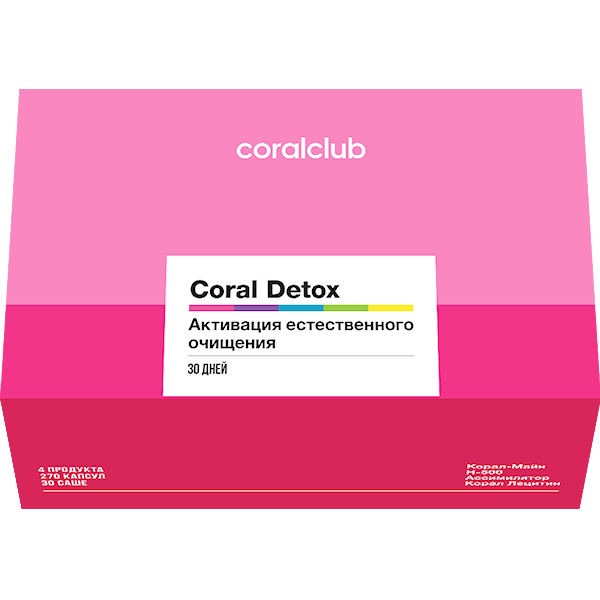 coralclub
Coral Detox
Активация естественного
очищения
30 ДНЕЙ
4 ПРОДУКТА
270 КАПСУЛ
30 САШЕ
Корал-Майн
H-500
Ассимилятор
Корал Лецитин